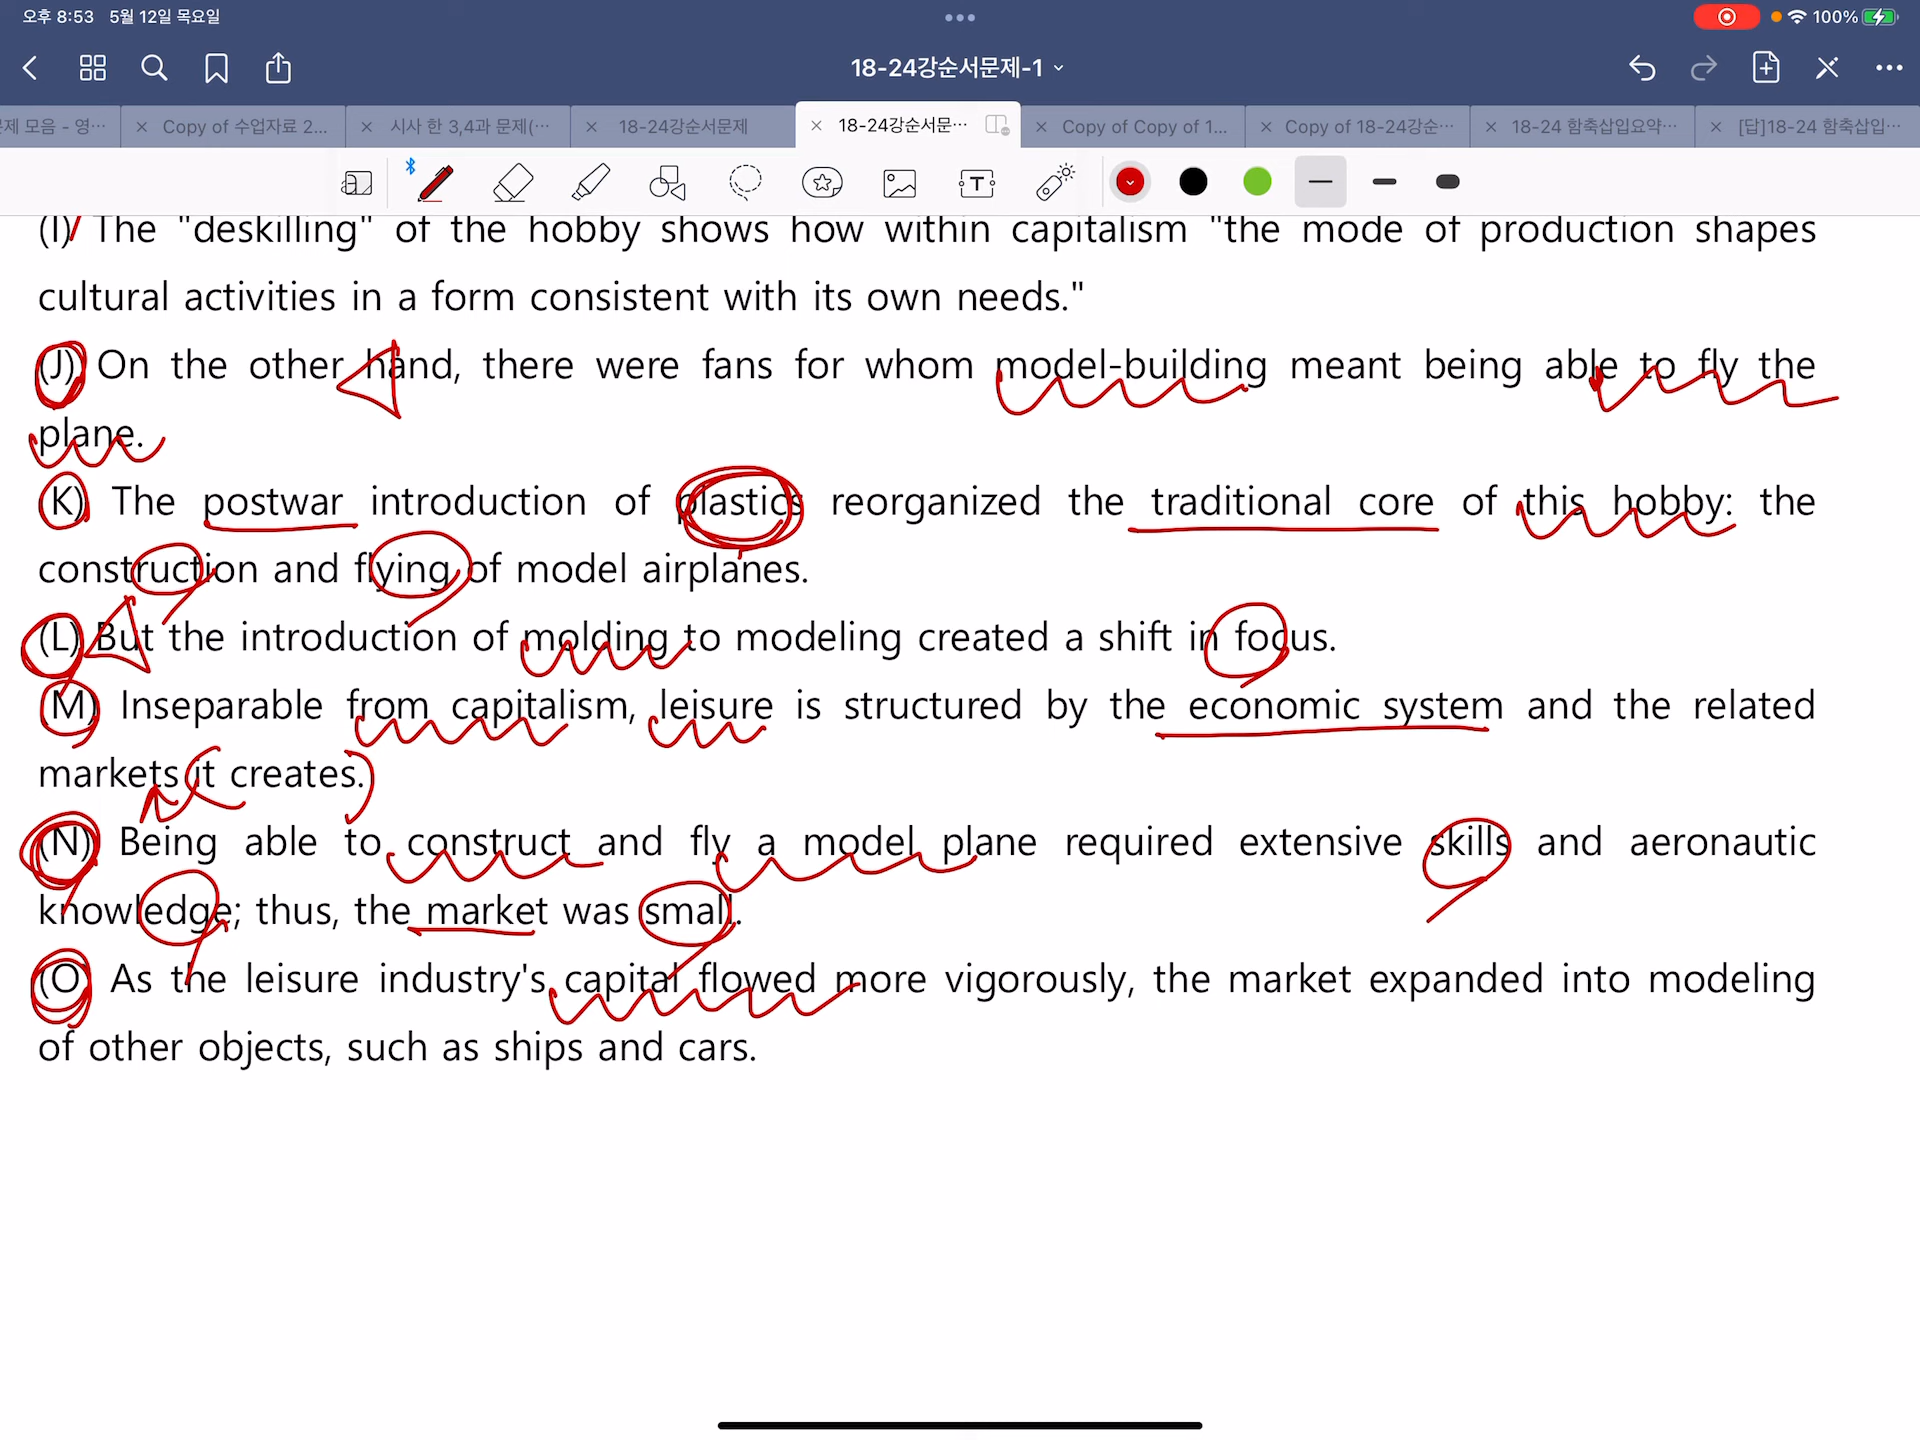 오후 8:53 5월 12일 목요일
100%
18-24강순서문제-1
제 모음 - 영…
Copy of 수업자료 2...
시사 한 3,4과 문제(…
18-24강순서문제
18-24강순서문…
Copy of Copy of 1...
Copy of 18-24강순…
18-24 함축삽입요약…
[답]18-24 함축삽입…
(I) The "deskilling" of the hobby shows how within capitalism "the mode of production shapes
cultural activities in a form consistent with its own needs."
(J) On the other hand, there were fans for whom model-building meant being able to fly the
plane.
(K) The postwar introduction of plastics reorganized the traditional core of this hobby: the
construction and flying of model airplanes.
(L) But the introduction of molding to modeling created a shift in focus.
(M) Inseparable from capitalism, leisure is structured by the economic system and the related
markets it creates.
(N) Being able to construct and fly a model plane required extensive skills and aeronautic
knowledge; thus, the market was small.
(O) As the leisure industry's capital flowed more vigorously, the market expanded into modeling
of other objects, such as ships and cars.